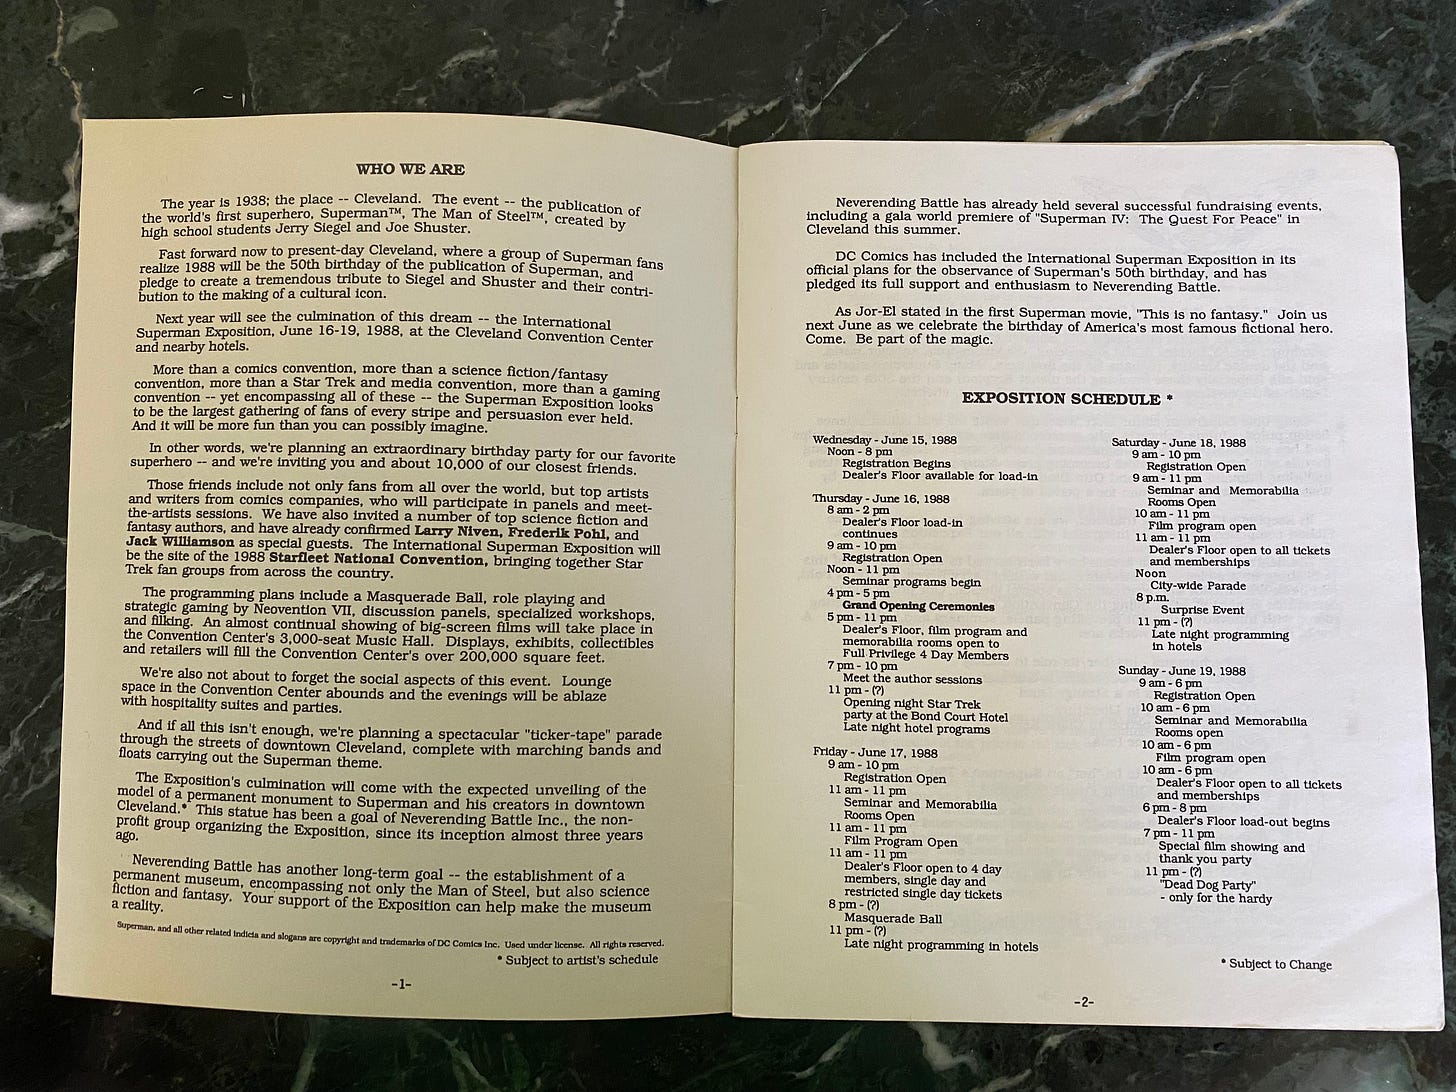 WHO WE ARE
The year is 1938; the place -- Cleveland. The event -- the publication of
the world's first superhero, Superman™, The Man of Steel™, created by
high school students Jerry Siegel and Joe Shuster.
Fast forward now to present-day Cleveland, where a group of Superman fans
realize 1988 will be the 50th birthday of the publication of Superman, and
pledge to create a tremendous tribute to Siegel and Shuster and their contri-
bution to the making of a cultural icon.
Next year will see the culmination of this dream -- the International
Superman Exposition, June 16-19, 1988, at the Cleveland Convention Center
and nearby hotels.
More than a comics convention, more than a science fiction/fantasy
convention, more than a Star Trek and media convention, more than a gaming
convention -- yet encompassing all of these -- the Superman Exposition looks
to be the largest gathering of fans of every stripe and persuasion ever held.
And it will be more fun than you can possibly imagine.
In other words, we're planning an extraordinary birthday party for our favorite
superhero -- and we're inviting you and about 10,000 of our closest friends.
Those friends include not only fans from all over the world, but top artists
and writers from comics companies, who will participate in panels and meet-
the-artists sessions. We have also invited a number of top science fiction and
fantasy authors, and have already confirmed Larry Niven, Frederik Pohl, and
Jack Williamson as special guests. The International Superman Exposition will
be the site of the 1988 Starfleet National Convention, bringing together Star
Trek fan groups from across the country.
The programming plans include a Masquerade Ball, role playing and
strategic gaming by Neovention VII, discussion panels, specialized workshops,
and filking. An almost continual showing of big-screen films will take place in
the Convention Center's 3,000-seat Music Hall. Displays, exhibits, collectibles
and retailers will fill the Convention Center's over 200,000 square feet.
We're also not about to forget the social aspects of this event. Lounge
space in the Convention Center abounds and the evenings will be ablaze
with hospitality suites and parties.
And if all this isn't enough, we're planning a spectacular "ticker-tape" parade
through the streets of downtown Cleveland, complete with marching bands and
floats carrying out the Superman theme.
The Exposition's culmination will come with the expected unveiling of the
model of a permanent monument to Superman and his creators in downtown
Cleveland.* This statue has been a goal of Neverending Battle Inc., the non-
profit group organizing the Exposition, since its inception almost three years
ago.
Neverending Battle has another long-term goal -- the establishment of a
permanent museum, encompassing not only the Man of Steel, but also science
fiction and fantasy. Your support of the Exposition can help make the museum
a reality.
Superman, and all other related indicia and slogans are copyright and trademarks of DC Comics Inc. Used under license. All rights reserved.
* Subject to artist's schedule
-1-
Neverending Battle has already held several successful fundraising events,
including a gala world premiere of "Superman IV: The Quest For Peace" in
Cleveland this summer.
DC Comics has included the International Superman Exposition in its
official plans for the observance of Superman's 50th birthday, and has
pledged its full support and enthusiasm to Neverending Battle.
As Jor-El stated in the first Superman movie, "This is no fantasy." Join us
next June as we celebrate the birthday of America's most famous fictional hero.
Come. Be part of the magic.
EXPOSITION SCHEDULE *
Wednesday - June 15, 1988
Noon - 8 pm
Registration Begins
Dealer's Floor available for load-in
Thursday - June 16, 1988
8 am - 2 pm
Dealer's Floor load-in
continues
9 am - 10 pm
Registration Open
Noon - 11 pm
Seminar programs begin
4 pm - 5 pm
Grand Opening Ceremonies
5 pm - 11 pm
Dealer's Floor, film program and
memorabilia rooms open to
Full Privilege 4 Day Members
7 pm - 10 pm
Meet the author sessions
11 pm - (?)
Opening night Star Trek
party at the Bond Court Hotel
Late night hotel programs
Friday - June 17, 1988
9 am - 10 pm
Registration Open
11 am - 11 pm
Seminar and Memorabilia
Rooms Open
11 am - 11 pm
Film Program Open
11 am - 11 pm
Dealer's Floor open to 4 day
members, single day and
restricted single day tickets
8 pm - (?)
Masquerade Ball
11 pm - (?)
Late night programming in hotels
Saturday - June 18, 1988
9 am - 10 pm
Registration Open
9 am - 11 pm
Seminar and Memorabilia
Rooms Open
10 am - 11 pm
Film program open
11 am - 11 pm
Dealer's Floor open to all tickets
and memberships
Noon
City-wide Parade
8 p.m.
Surprise Event
11 pm - (?)
Late night programming
in hotels
Sunday - June 19, 1988
9 am - 6 pm
Registration Open
10 am - 6 pm
Seminar and Memorabilia
Rooms open
10 am - 6 pm
Film program open
10 am - 6 pm
Dealer's Floor open to all tickets
and memberships
6 pm - 8 pm
Dealer's Floor load-out begins
7 pm - 11 pm
Special film showing and
thank you party
11 pm - (?)
"Dead Dog Party"
- only for the hardy
* Subject to Change
-2-